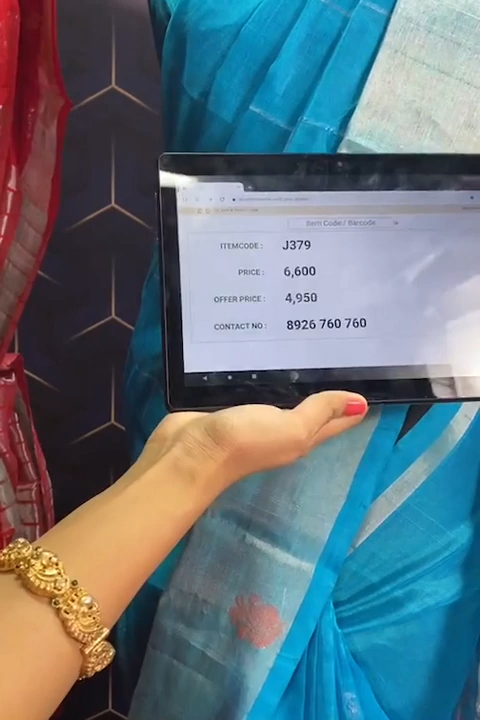 Item Code / Barcode
ITEMCODE : J379
PRICE : 6,600
OFFER PRICE : 4,950
CONTACT NO.: 8926 760 760